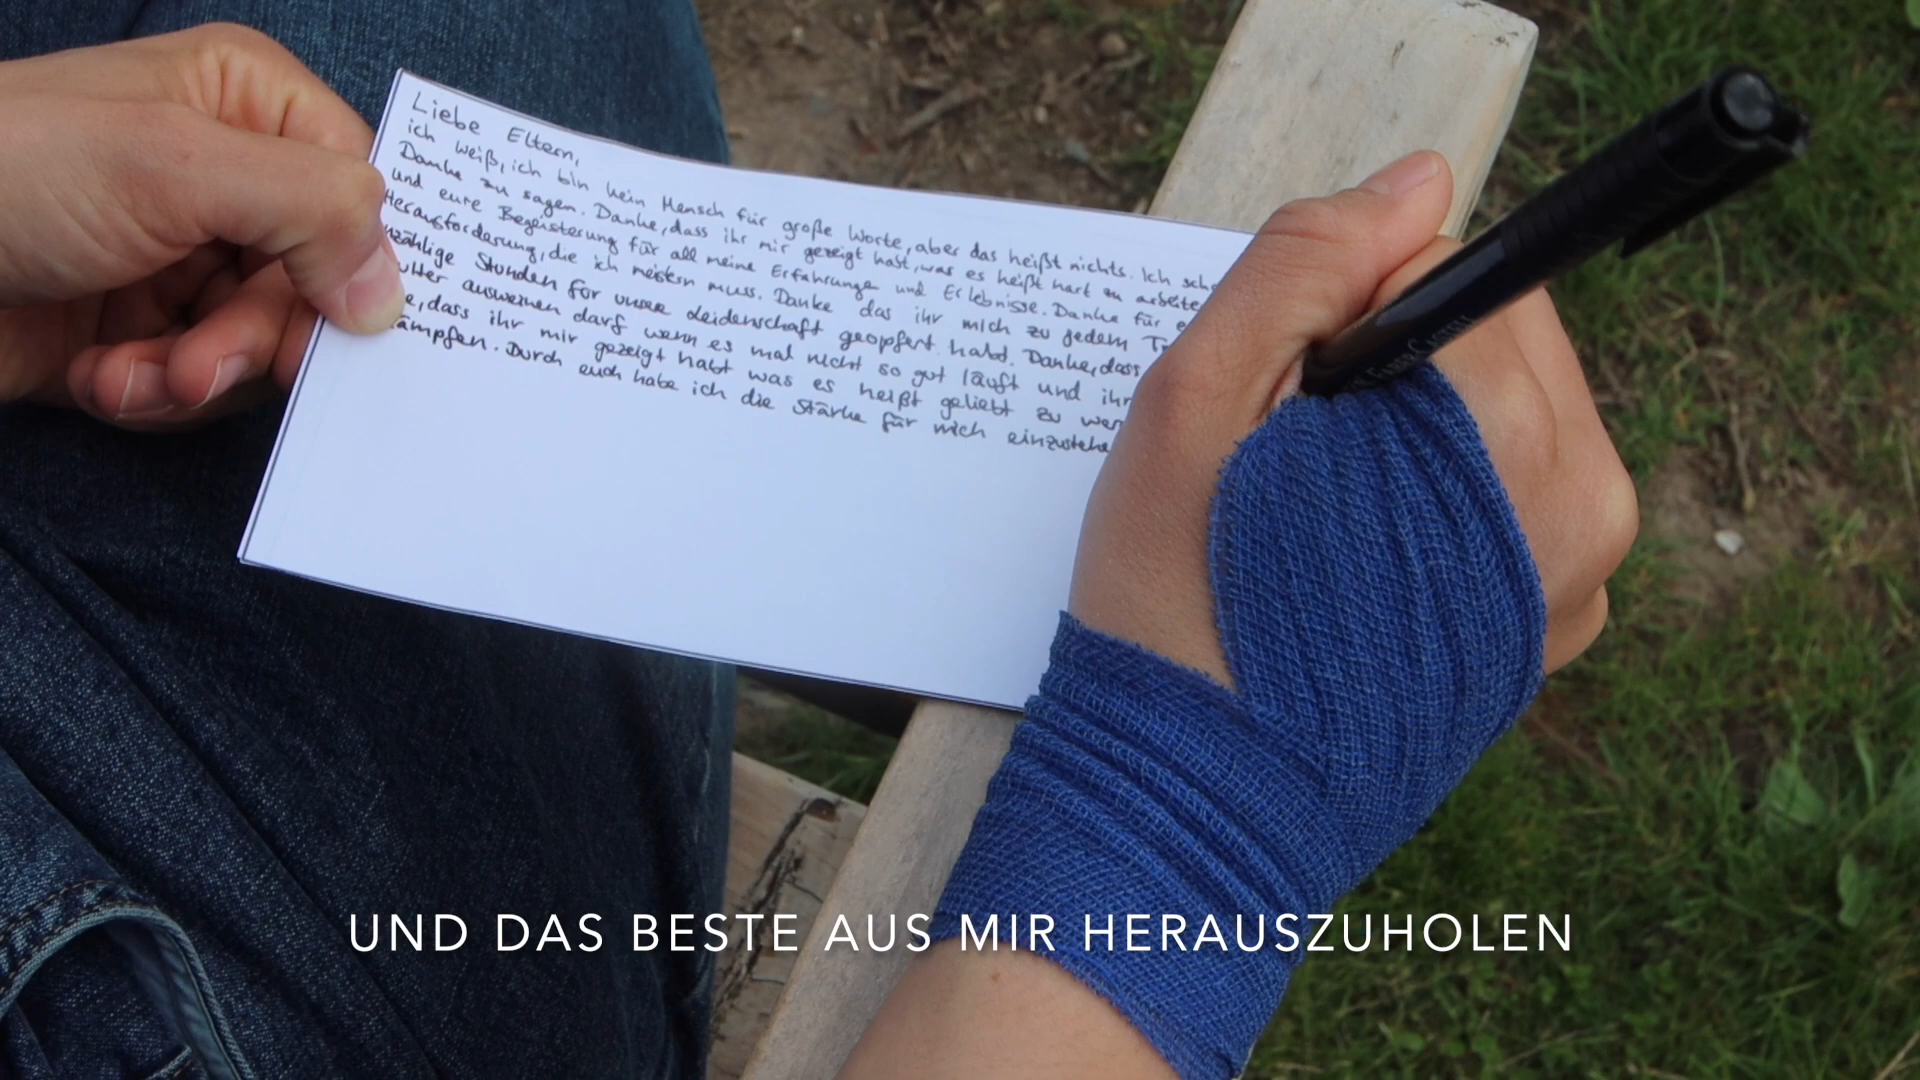 Liebe Eltern,
ich weiß, ich bin kein Mensch für große Worte, aber das heißt nichts. Ich
Danke zu sagen. Danke, dass ihr mir gezeigt habt, was es heißt hart zu
und eure Begeisterung für all meine Erfahrungen und Erlebnisse. Danke für
Herausforderung, die ich meistern muss. Danke das ihr mich zu jedem
Stunden für unsere Leidenschaft geopfert habt. Danke, dass
ausweinen darf wenn es mal nicht so gut läuft und ihr
dass ihr mir gezeigt habt was es heißt geliebt zu
Durch euch habe ich die Stärke für mich
FABER-CASTELL
UND DAS BESTE AUS MIR HERAUSZUHOLEN